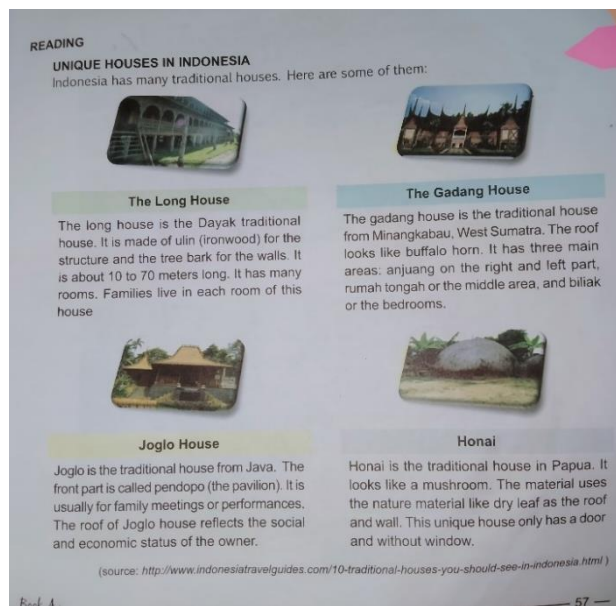 READING
UNIQUE HOUSES IN INDONESIA
Indonesia has many traditional houses. Here are some of them:
The Long House
The long house is the Dayak traditional
house. It is made of ulin (ironwood) for the
structure and the tree bark for the walls. It
is about 10 to 70 meters long. It has many
rooms. Families live in each room of this
house
The Gadang House
The gadang house is the traditional house
from Minangkabau, West Sumatra. The roof
looks like buffalo horn. It has three main
areas: anjuang on the right and left part,
rumah tongah or the middle area, and biliak
or the bedrooms.
Joglo House
Joglo is the traditional house from Java. The
front part is called pendopo (the pavilion). It is
usually for family meetings or performances.
The roof of Joglo house reflects the social
and economic status of the owner.
Honai
Honai is the traditional house in Papua. It
looks like a mushroom. The material uses
the nature material like dry leaf as the roof
and wall. This unique house only has a door
and without window.
(source: http://www.indonesiatravelguides.com/10-traditional-houses-you-should-see-in-indonesia.html )
57